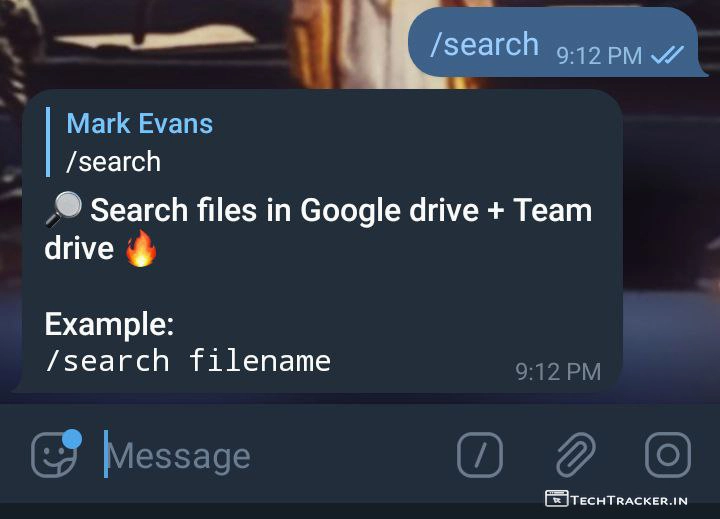 /search 9:12 PM
Mark Evans
/search
Search files in Google drive + Team
drive
Example:
/search filename
9:12 PM
Message
TECHTRACKER.IN